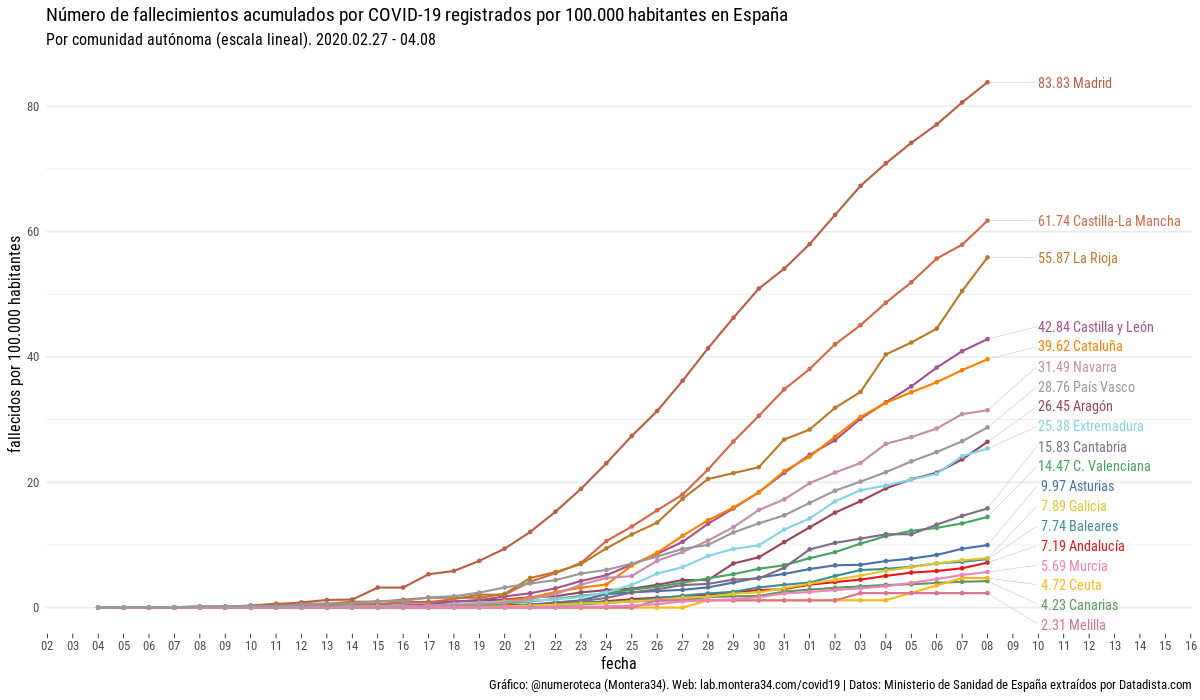 Número de fallecimientos acumulados por COVID-19 registrados por 100.000 habitantes en España
Por comunidad autónoma (escala lineal). 2020.02.27 - 04.08
fallecidos por 100.000 habitantes
80
60
40
20
0
83.83 Madrid
61.74 Castilla-La Mancha
55.87 La Rioja
42.84 Castilla y León
39.62 Cataluña
31.49 Navarra
28.76 País Vasco
26.45 Aragón
25.38 Extremadura
15.83 Cantabria
14.47 C. Valenciana
9.97 Asturias
7.89 Galicia
7.74 Baleares
7.19 Andalucía
5.69 Murcia
4.72 Ceuta
4.23 Canarias
2.31 Melilla
02 03 04 05 06 07 08 09 10 11 12 13 14 15 16 17 18 19 20 21 22 23 24 25 26 27 28 29 30 31 01 02 03 04 05 06 07 08 09 10 11 12 13 14 15 16
fecha
Gráfico: @numeroteca (Montera34). Web: lab.montera34.com/covid19 | Datos: Ministerio de Sanidad de España extraídos por Datadista.com